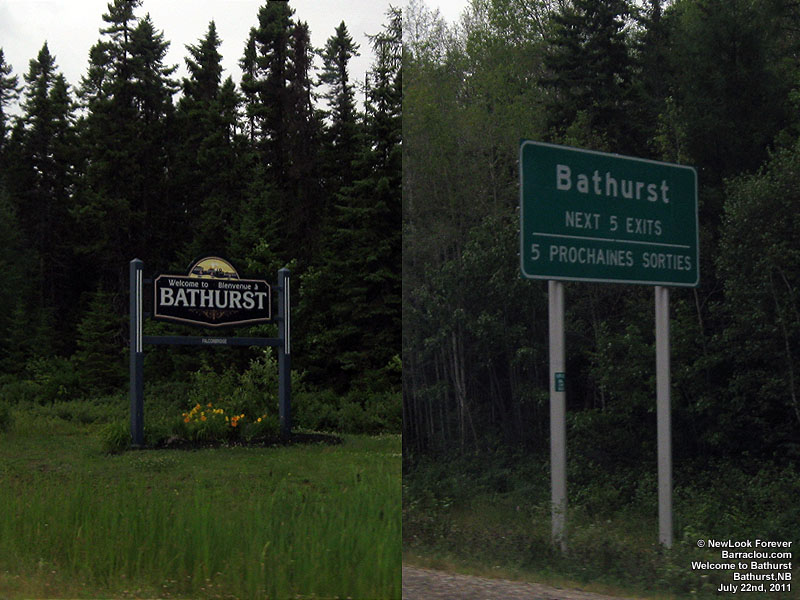 Welcome to Bienvenue à
BATHURST
FALCONBRIDGE
Bathurst
NEXT 5 EXITS
5 PROCHAINES SORTIES
© NewLook Forever
Barraclou.com
Welcome to Bathurst
Bathurst,NB
July 22nd, 2011